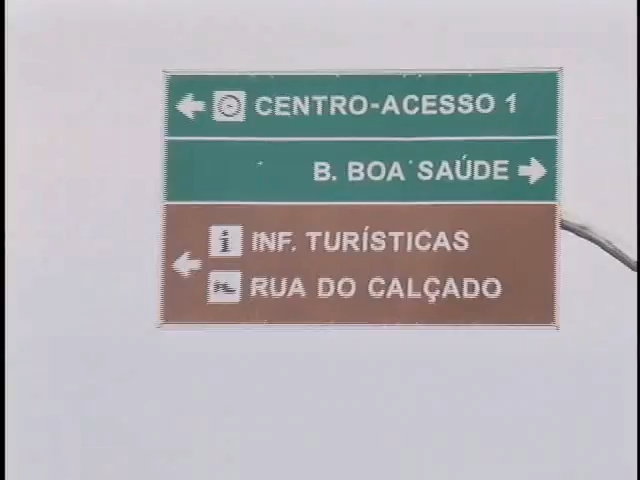 CENTRO-ACESSO 1
B. BOA SAÚDE
INF. TURÍSTICAS
RUA DO CALÇADO